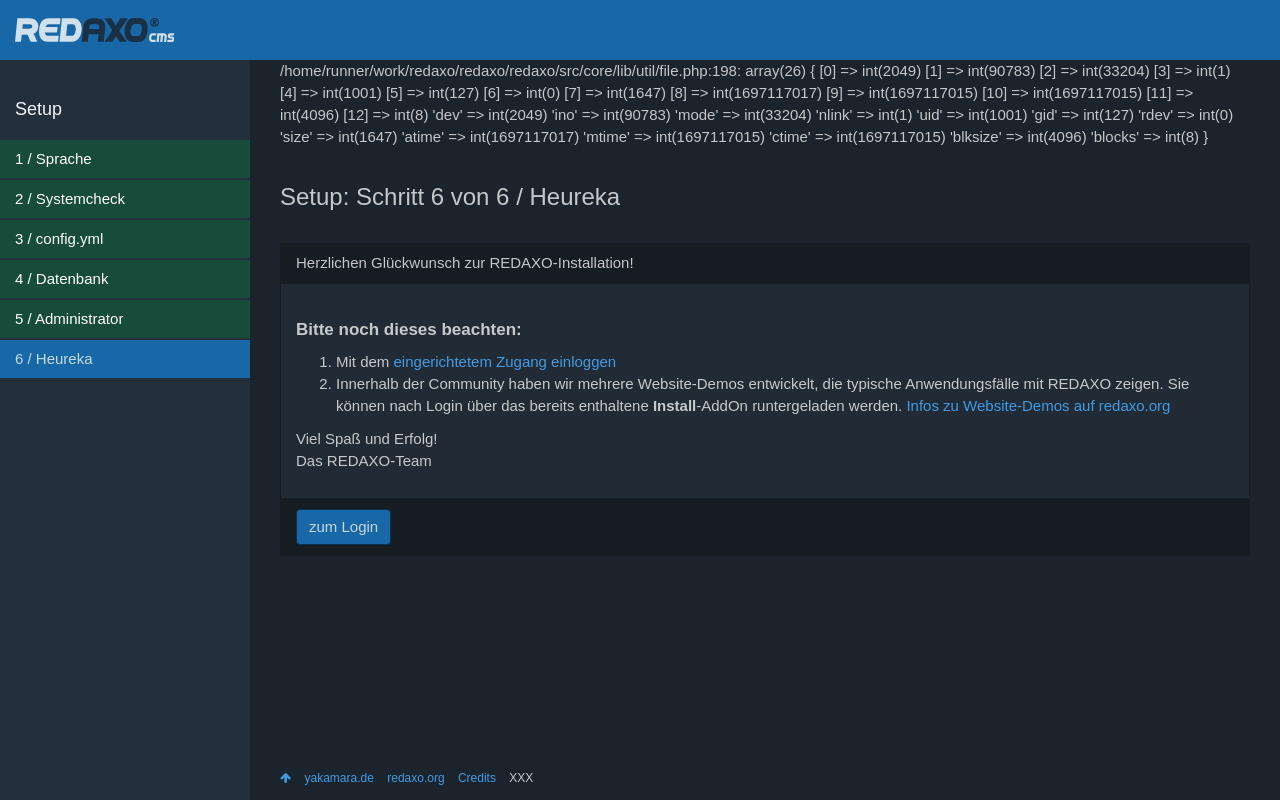 REDAXO® cms
/home/runner/work/redaxo/redaxo/redaxo/src/core/lib/util/file.php:198: array(26) { [0] => int(2049) [1] => int(90783) [2] => int(33204) [3] => int(1)
[4] => int(1001) [5] => int(127) [6] => int(0) [7] => int(1647) [8] => int(1697117017) [9] => int(1697117015) [10] => int(1697117015) [11] =>
int(4096) [12] => int(8) 'dev' => int(2049) 'ino' => int(90783) 'mode' => int(33204) 'nlink' => int(1) 'uid' => int(1001) 'gid' => int(127) 'rdev' => int(0)
'size' => int(1647) 'atime' => int(1697117017) 'mtime' => int(1697117015) 'ctime' => int(1697117015) 'blksize' => int(4096) 'blocks' => int(8) }
Setup
1 / Sprache
2 / Systemcheck
3 / config.yml
4 / Datenbank
5 / Administrator
6 / Heureka
Setup: Schritt 6 von 6 / Heureka
Herzlichen Glückwunsch zur REDAXO-Installation!
Bitte noch dieses beachten:
1. Mit dem eingerichtetem Zugang einloggen
2. Innerhalb der Community haben wir mehrere Website-Demos entwickelt, die typische Anwendungsfälle mit REDAXO zeigen. Sie
können nach Login über das bereits enthaltene Install-AddOn runtergeladen werden. Infos zu Website-Demos auf redaxo.org
Viel Spaß und Erfolg!
Das REDAXO-Team
zum Login
yakamara.de redaxo.org Credits XXX